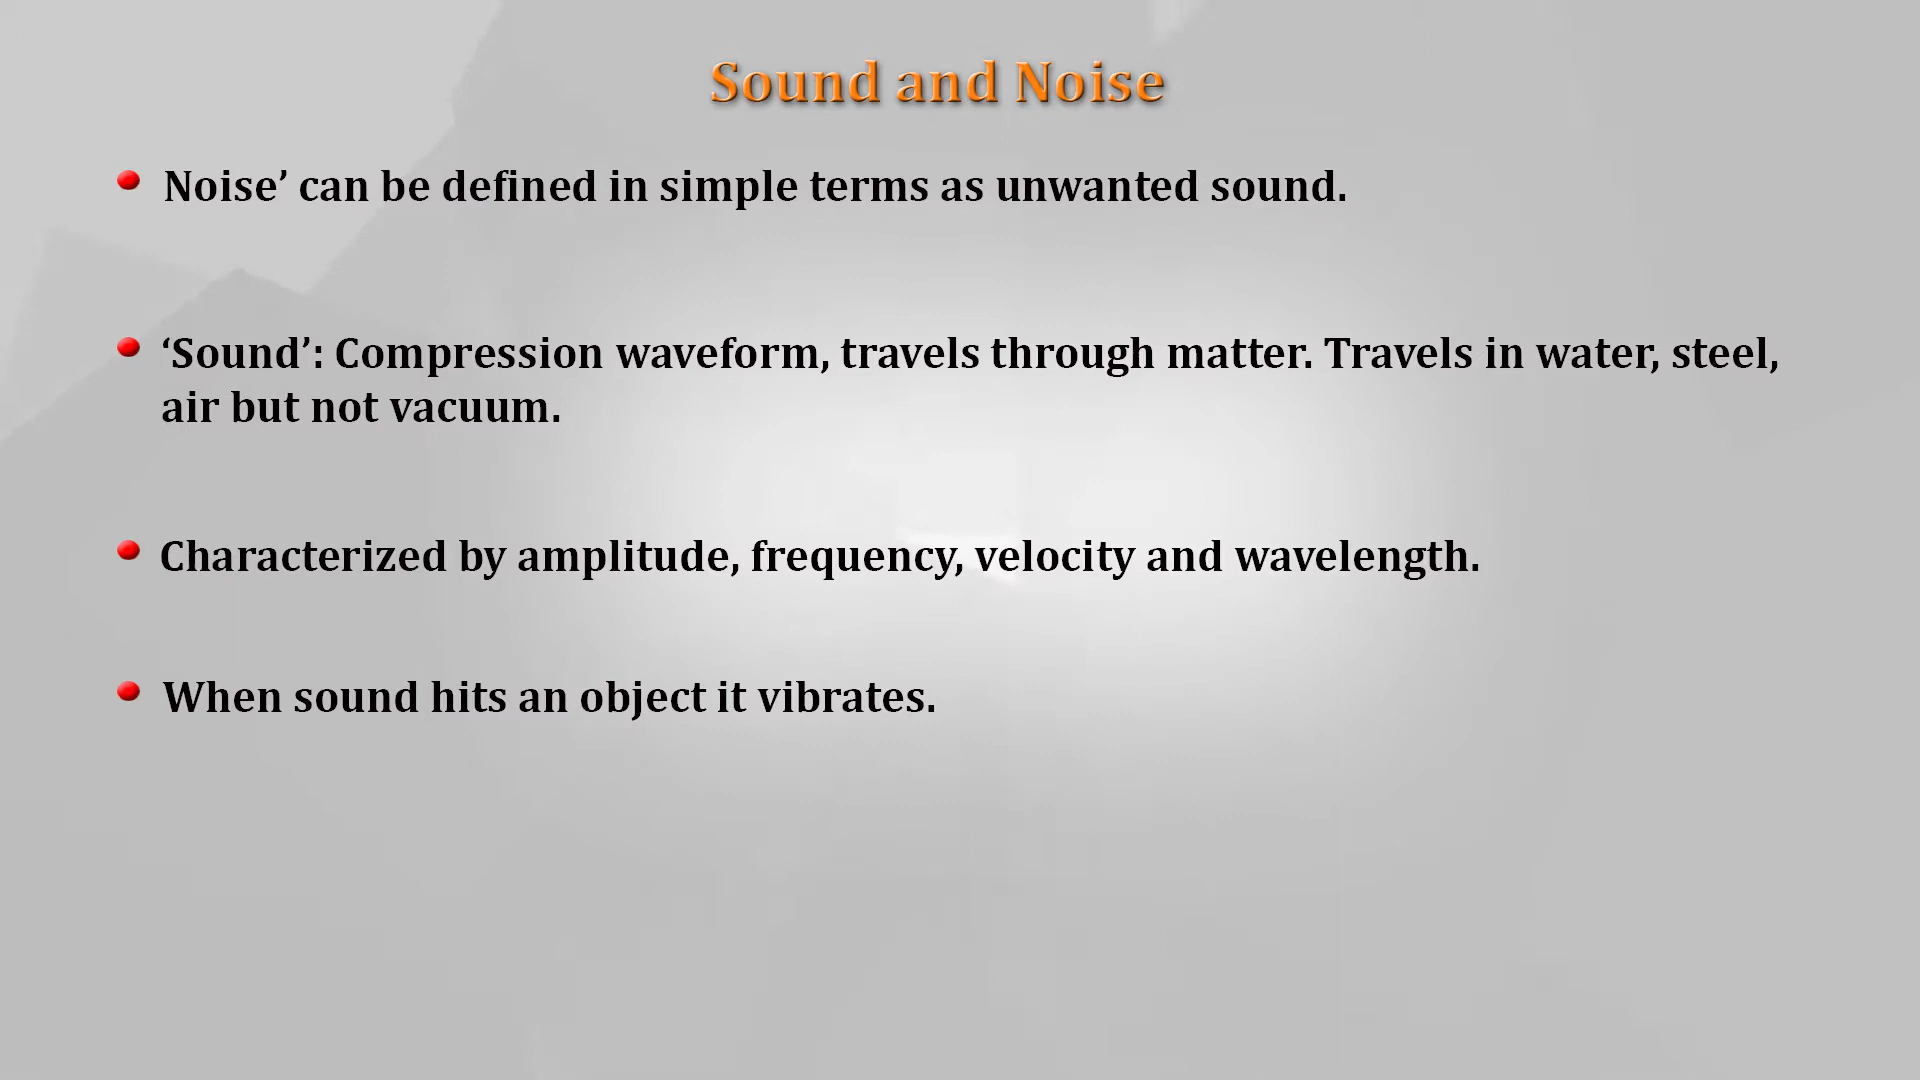 Sound and Noise
Noise’ can be defined in simple terms as unwanted sound.
‘Sound’: Compression waveform, travels through matter. Travels in water, steel,
air but not vacuum.
Characterized by amplitude, frequency, velocity and wavelength.
When sound hits an object it vibrates.